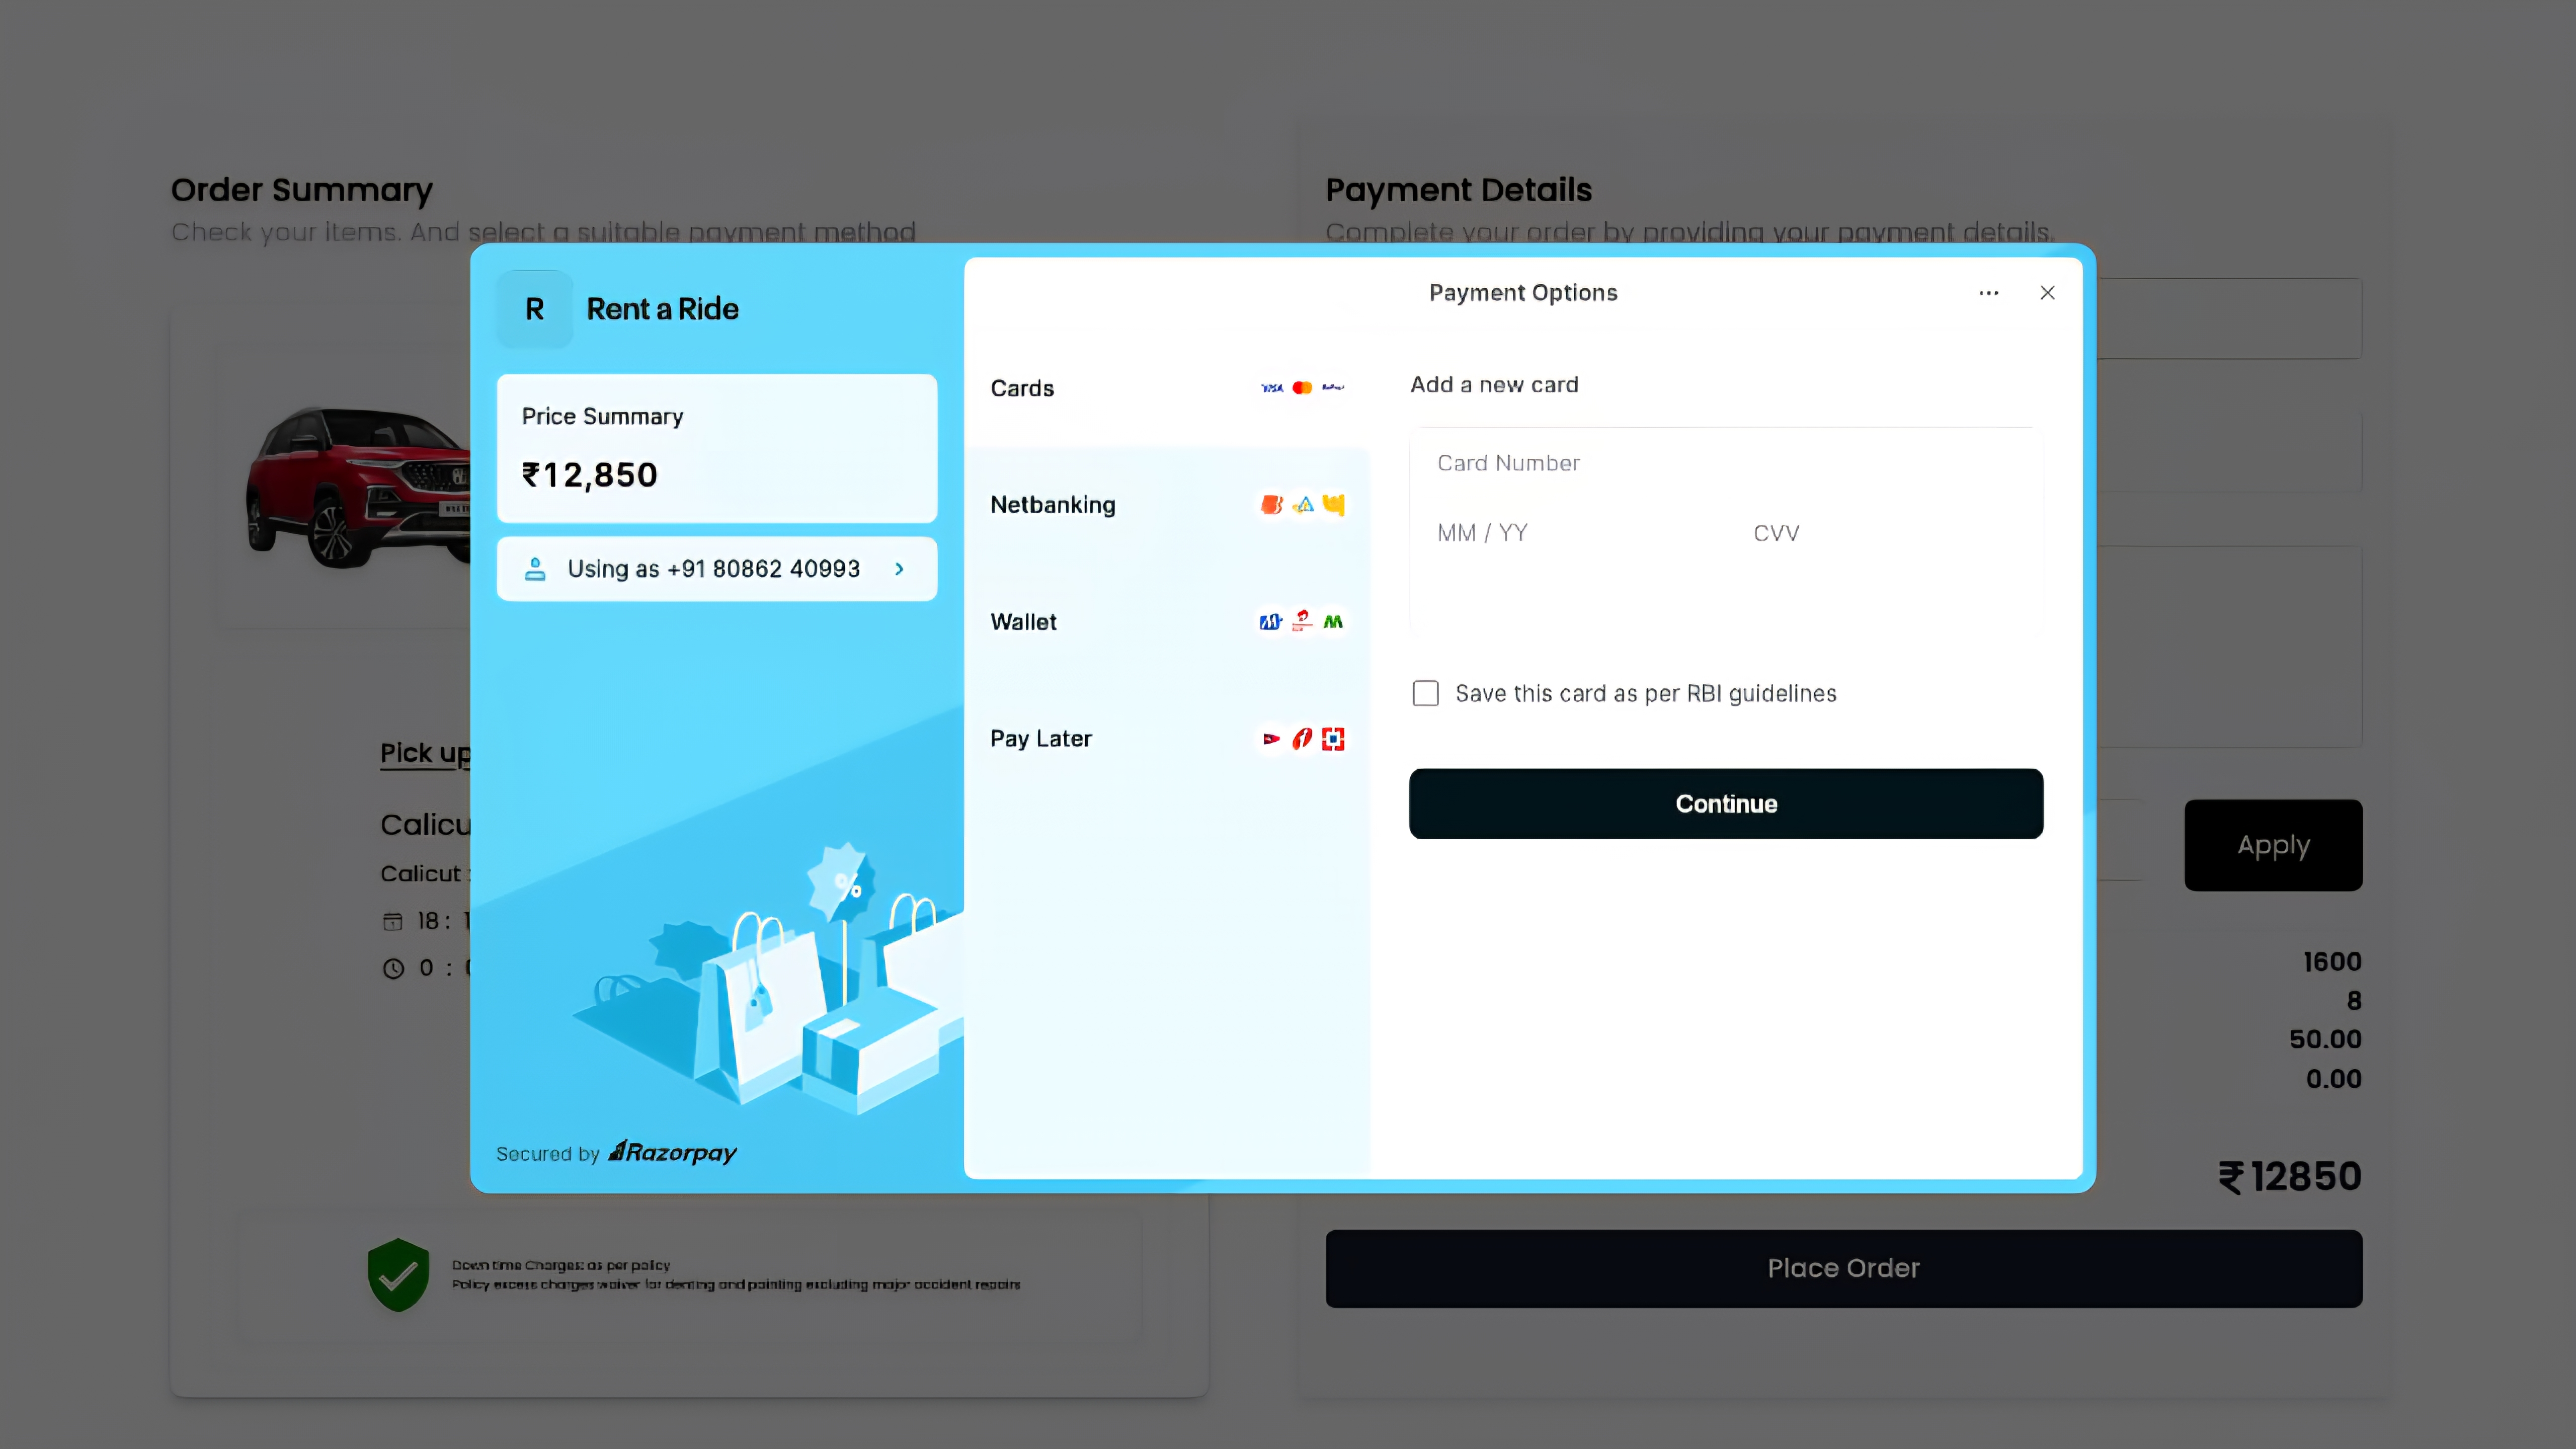 Order Summary
Check your items. And select a suitable payment method
Payment Details
Complete your order by providing your payment details.
R
Rent a Ride
Price Summary
₹12,850
Using as +91 80862 40993
Secured by Razorpay
Payment Options
Cards
VISA
Netbanking
Wallet
Pay Later
Add a new card
Card Number
MM / YY
CVV
Save this card as per RBI guidelines
Continue
Pick up
Calicu
Calicut
18 :
0 :
Apply
1600
8
50.00
0.00
₹12850
Place Order
Down time Charges: as per policy
Policy excess charges waiver for denting and painting excluding major accident repairs
%